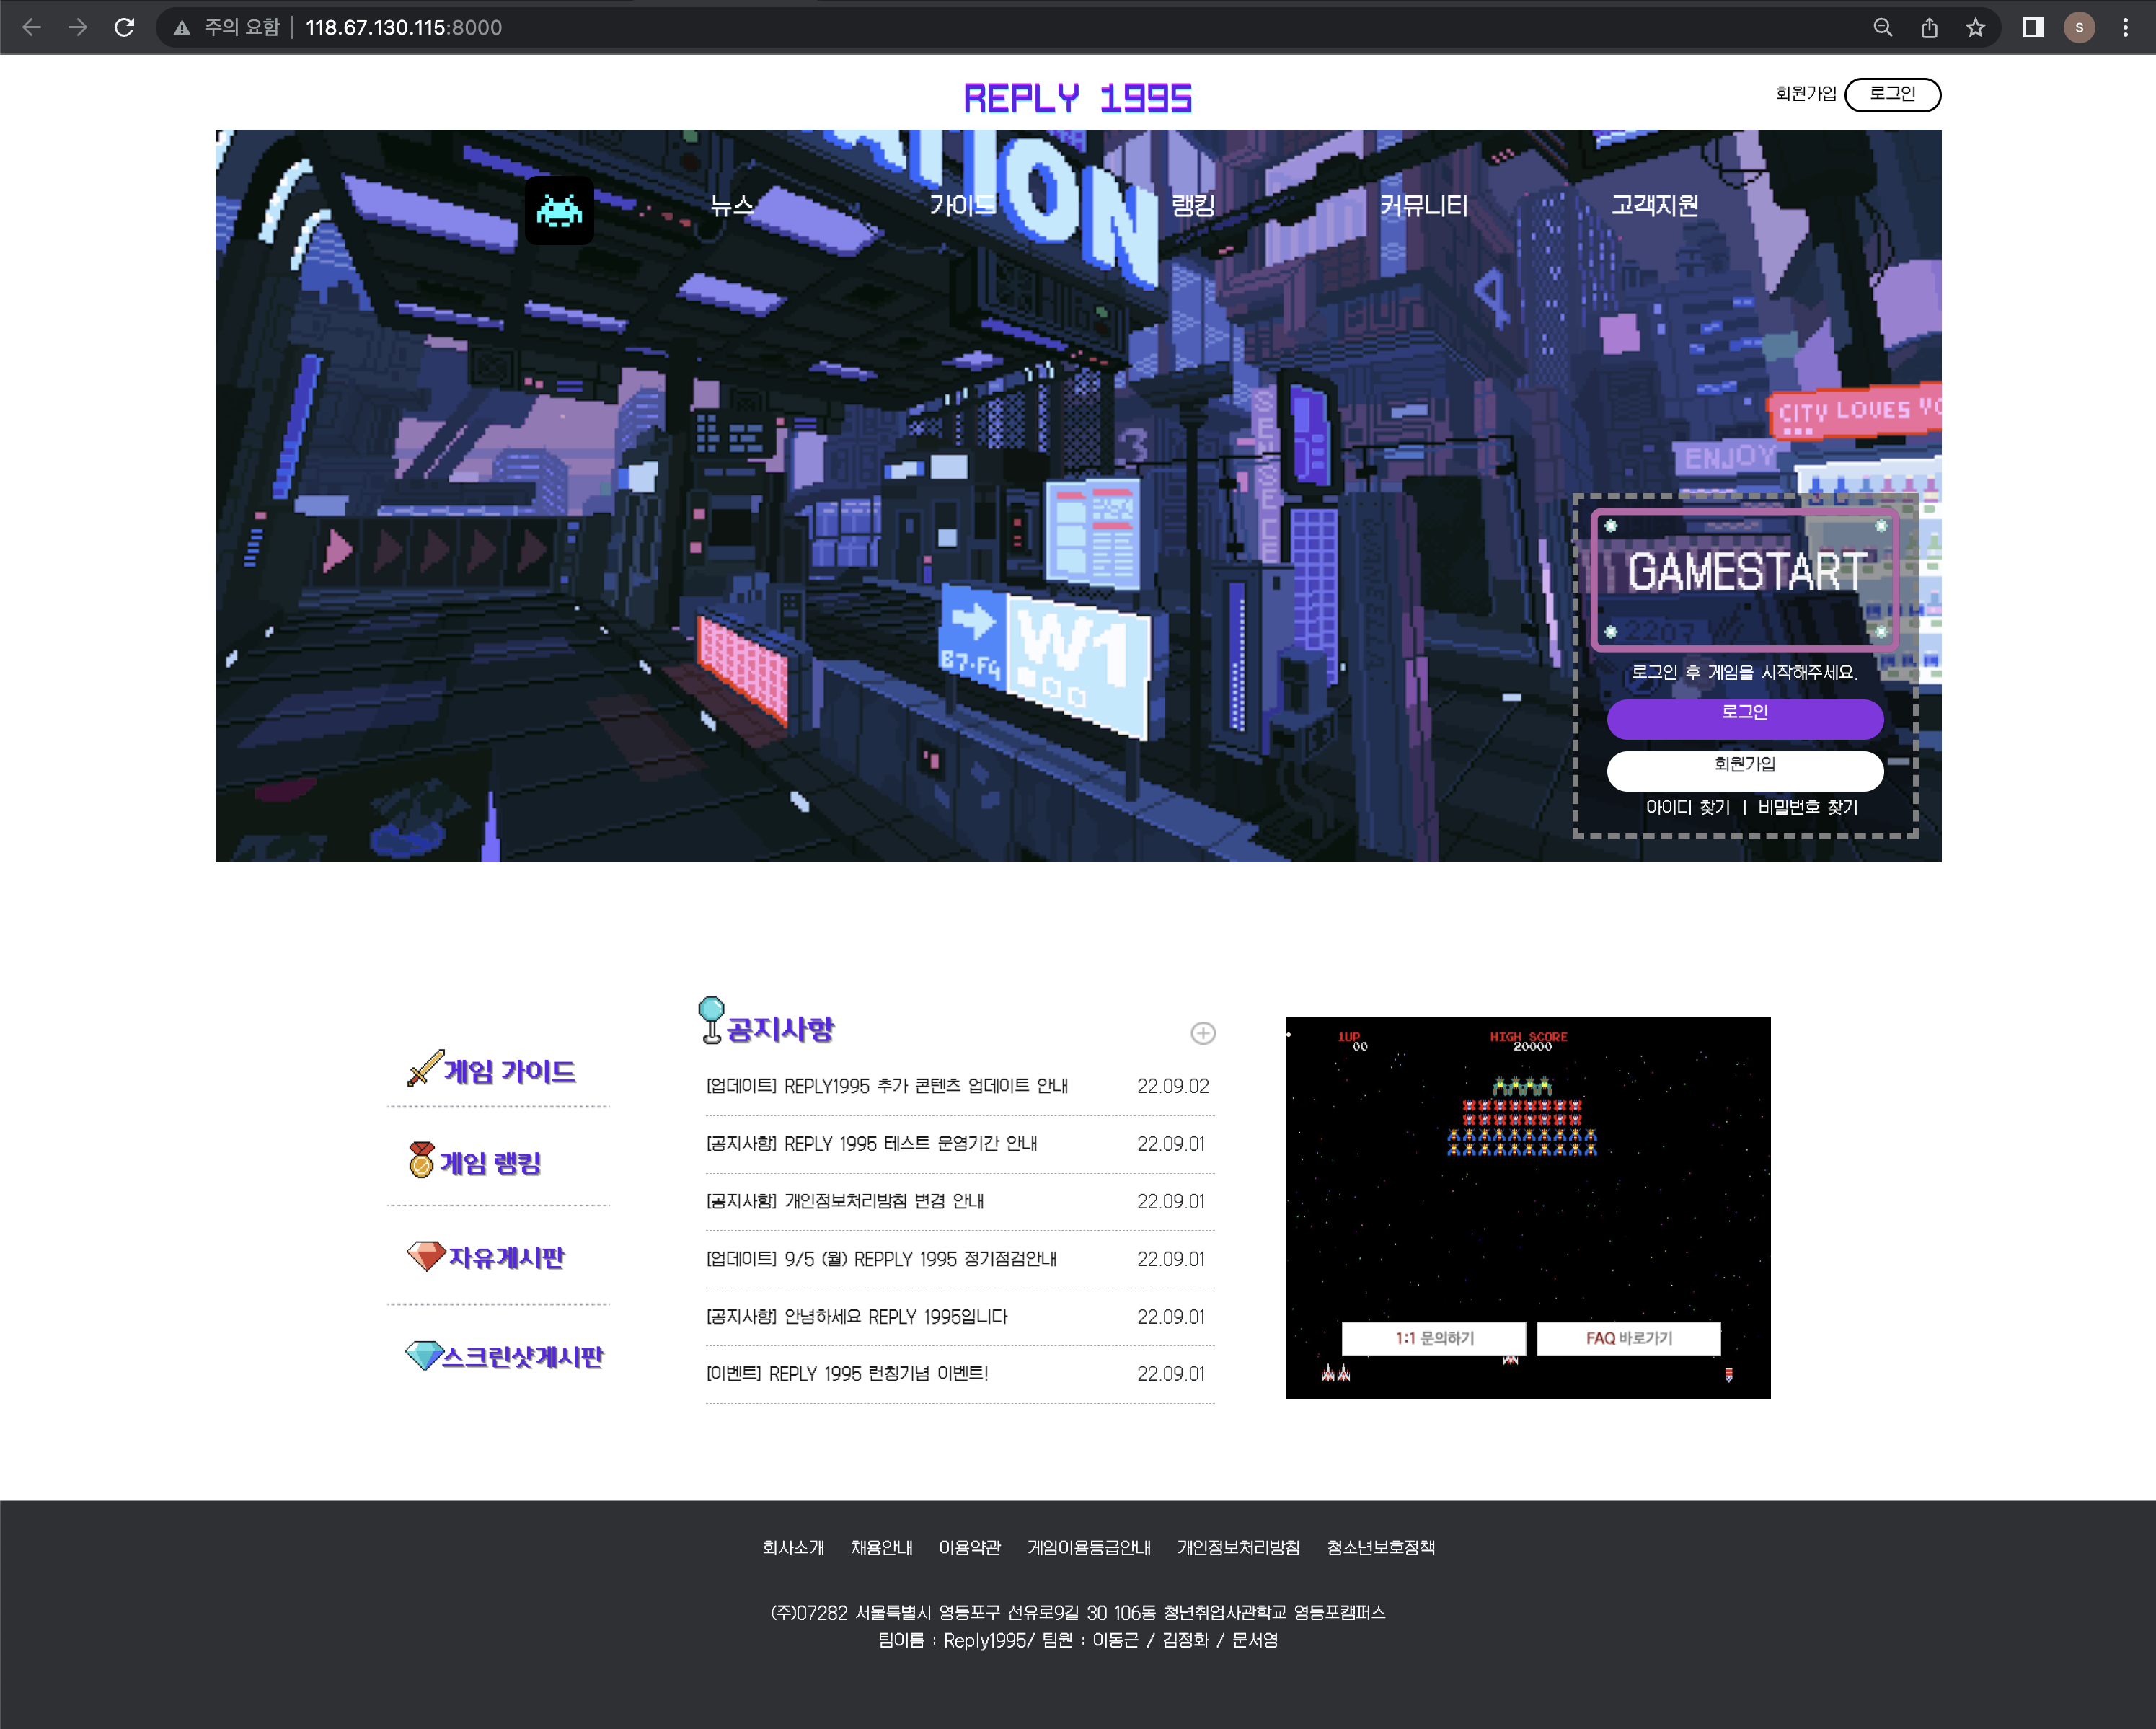 주의 요함 118.67.130.115:8000
S
REPLY 1995
회원가입 로그인
뉴스 가이드 랭킹 커뮤니티 고객지원
ION
CITY LOVES YO
ENJOY
3
GAMESTART
2207
로그인 후 게임을 시작해주세요.
로그인
회원가입
아이디 찾기 | 비밀번호 찾기
B7·F4
W1
게임 가이드
게임 랭킹
자유게시판
스크린샷게시판
공지사항
[업데이트] REPLY1995 추가 콘텐츠 업데이트 안내 22.09.02
[공지사항] REPLY 1995 테스트 운영기간 안내 22.09.01
[공지사항] 개인정보처리방침 변경 안내 22.09.01
[업데이트] 9/5 (월) REPPLY 1995 정기점검안내 22.09.01
[공지사항] 안녕하세요 REPLY 1995입니다 22.09.01
[이벤트] REPLY 1995 런칭기념 이벤트! 22.09.01
1UP HIGH SCORE
00 20000
1:1 문의하기 FAQ 바로가기
회사소개 채용안내 이용약관 게임이용등급안내 개인정보처리방침 청소년보호정책
(주)07282 서울특별시 영등포구 선유로9길 30 106동 청년취업사관학교 영등포캠퍼스
팀이름 : Reply1995/ 팀원 : 이동근 / 김정화 / 문서영